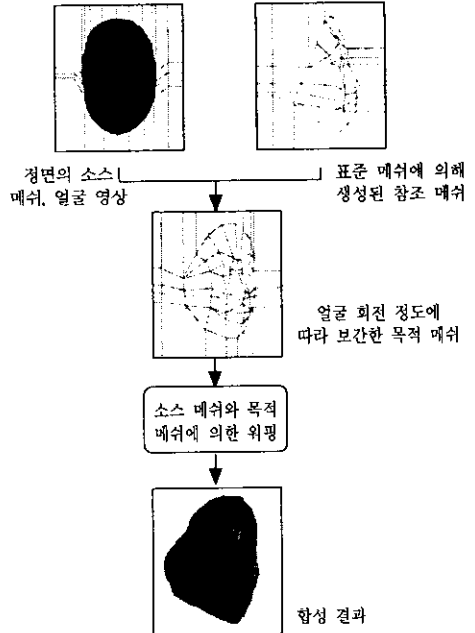 정면의 소스
메쉬, 얼굴 영상
표준 메쉬에 의해
생성된 참조 메쉬
얼굴 회전 정도에
따라 보간한 목적 메쉬
소스 메쉬와 목적
메쉬에 의한 워핑
합성 결과